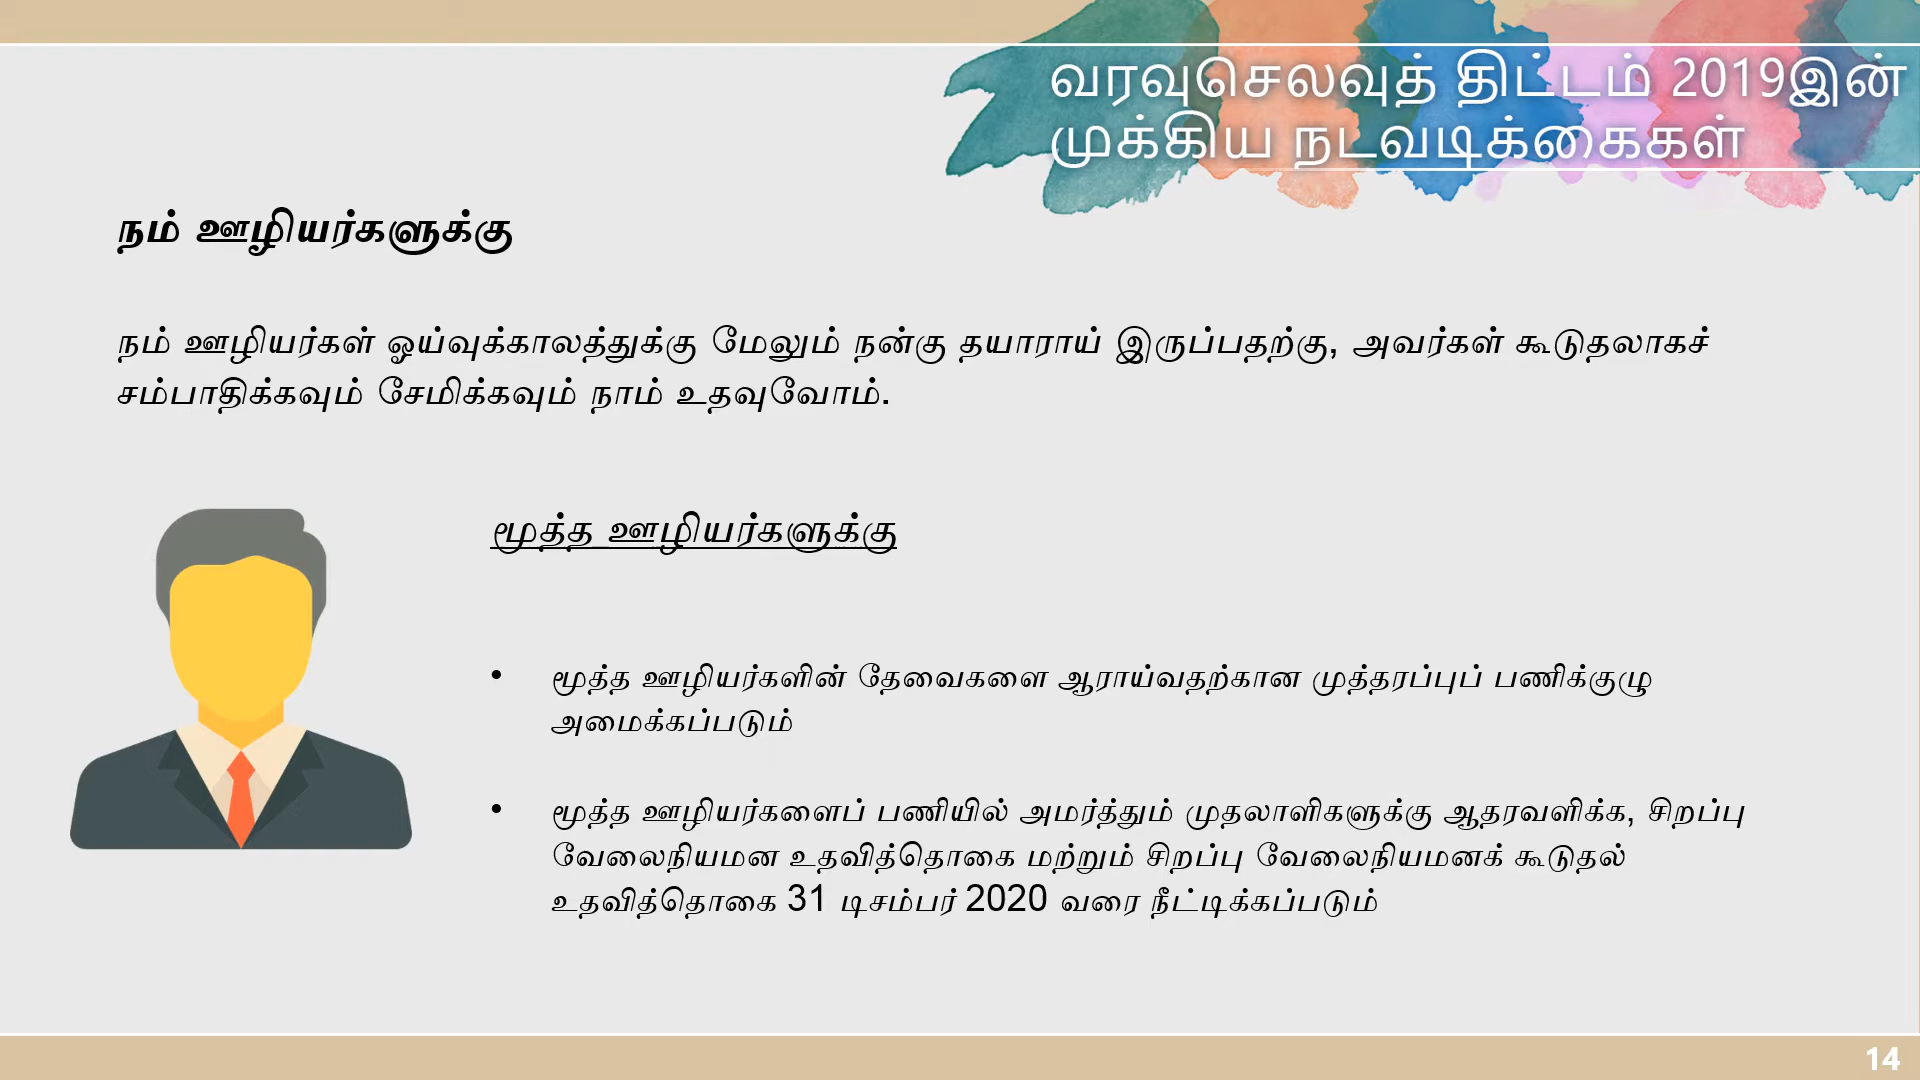 வரவுசெலவுத் திட்டம் 2019இன்
முக்கிய நடவடிக்கைகள்
நம் ஊழியர்களுக்கு
நம் ஊழியர்கள் ஓய்வுக்காலத்துக்கு மேலும் நன்கு தயாராய் இருப்பதற்கு, அவர்கள் கூடுதலாகச்
சம்பாதிக்கவும் சேமிக்கவும் நாம் உதவுவோம்.
மூத்த ஊழியர்களுக்கு
• மூத்த ஊழியர்களின் தேவைகளை ஆராய்வதற்கான முத்தரப்புப் பணிக்குழு
அமைக்கப்படும்
• மூத்த ஊழியர்களைப் பணியில் அமர்த்தும் முதலாளிகளுக்கு ஆதரவளிக்க, சிறப்பு
வேலைநியமன உதவித்தொகை மற்றும் சிறப்பு வேலைநியமனக் கூடுதல்
உதவித்தொகை 31 டிசம்பர் 2020 வரை நீட்டிக்கப்படும்
14